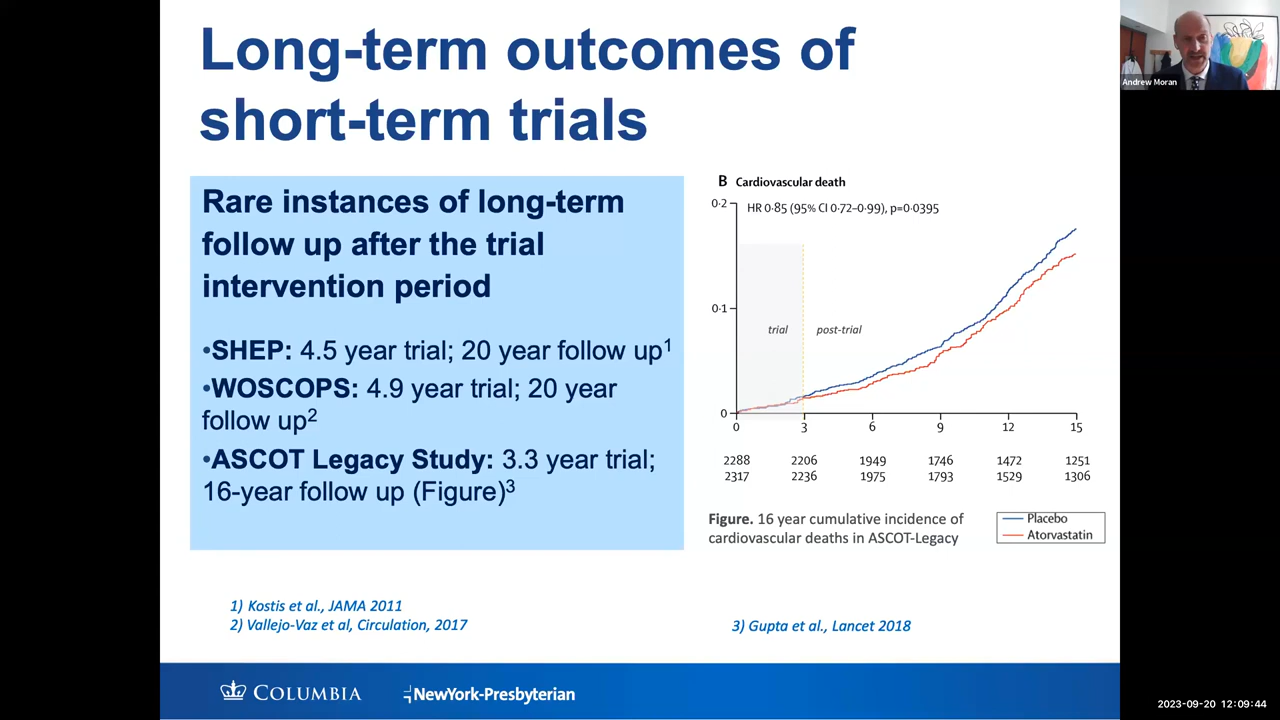 Long-term outcomes of
short-term trials
Rare instances of long-term
follow up after the trial
intervention period
•SHEP: 4.5 year trial; 20 year follow up1
•WOSCOPS: 4.9 year trial; 20 year
follow up2
•ASCOT Legacy Study: 3.3 year trial;
16-year follow up (Figure)3
B Cardiovascular death
HR 0·85 (95% CI 0·72–0·99), p=0·0395
0·2
0·1
0
trial post-trial
0 3 6 9 12 15
2288 2206 1949 1746 1472 1251
2317 2236 1975 1793 1529 1306
Figure. 16 year cumulative incidence of
cardiovascular deaths in ASCOT-Legacy
Placebo
Atorvastatin
1) Kostis et al., JAMA 2011
2) Vallejo-Vaz et al, Circulation, 2017
3) Gupta et al., Lancet 2018
COLUMBIA
NewYork-Presbyterian
Andrew Moran
2023-09-20 12:09:44